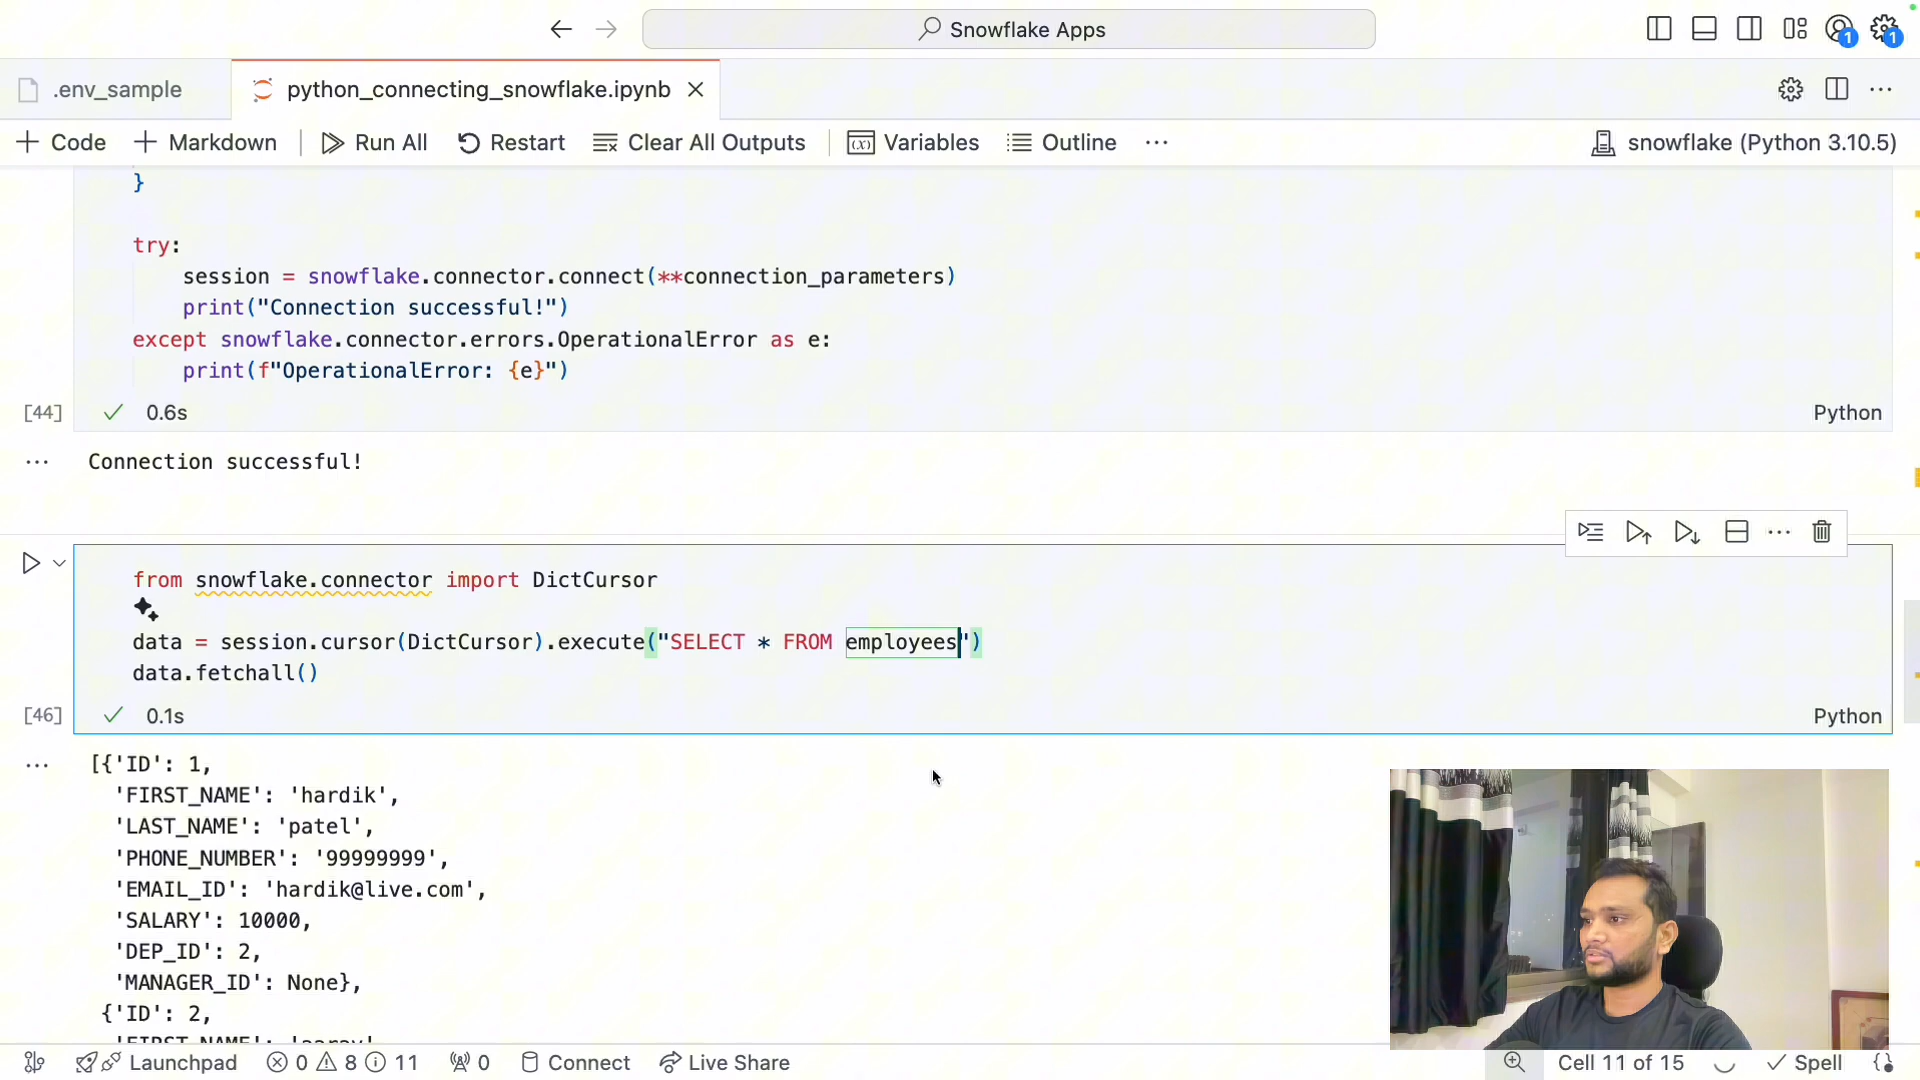 Snowflake Apps
1
1
.env_sample
python_connecting_snowflake.ipynb
Code
Markdown
Run All
Restart
Clear All Outputs
Variables
Outline
snowflake (Python 3.10.5)
}
try:
session = snowflake.connector.connect(**connection_parameters)
print("Connection successful!")
except snowflake.connector.errors.OperationalError as e:
print(f"OperationalError: {e}")
[44]
0.6s
Python
Connection successful!
from snowflake.connector import DictCursor
data = session.cursor(DictCursor).execute("SELECT * FROM employees")
data.fetchall()
[46]
0.1s
Python
[{'ID': 1,
'FIRST_NAME': 'hardik',
'LAST_NAME': 'patel',
'PHONE_NUMBER': '99999999',
'EMAIL_ID': 'hardik@live.com',
'SALARY': 10000,
'DEP_ID': 2,
'MANAGER_ID': None},
{'ID': 2,
Launchpad
0
8
11
0
Connect
Live Share
Cell 11 of 15
Spell